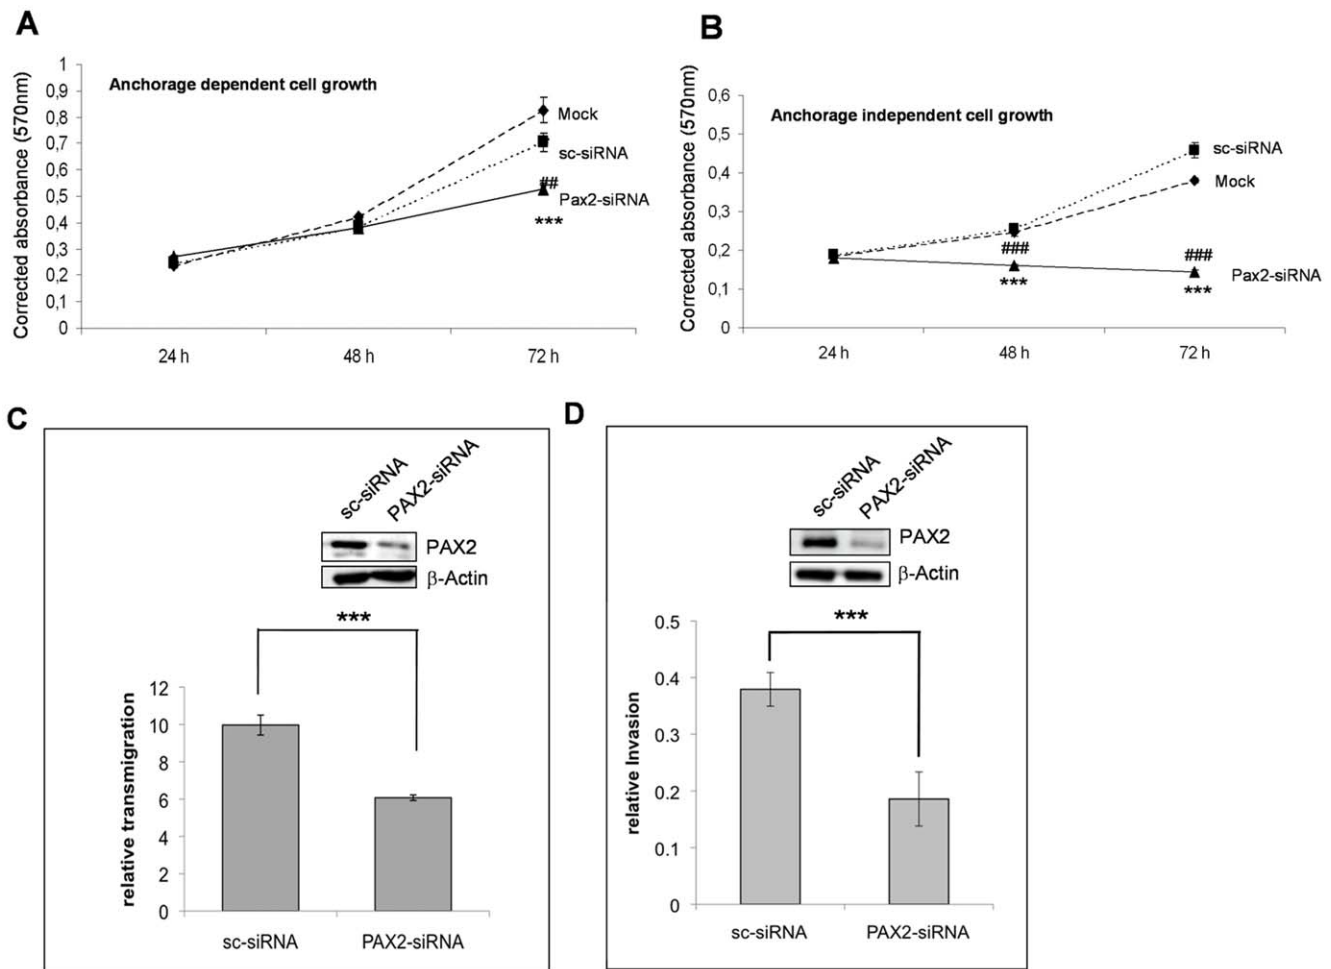 A
Corrected absorbance (570nm)
1
0,9
0,8
0,7
0,6
0,5
0,4
0,3
0,2
0,1
0
Anchorage dependent cell growth
Mock
sc-siRNA
##
Pax2-siRNA
***
24 h
48 h
72 h
B
Corrected absorbance (570nm)
0,6
0,5
0,4
0,3
0,2
0,1
0
Anchorage independent cell growth
sc-siRNA
Mock
###
***
###
***
Pax2-siRNA
24 h
48 h
72 h
C
sc-siRNA
PAX2-siRNA
PAX2
β-Actin
***
relative transmigration
12
10
8
6
4
2
0
sc-siRNA
PAX2-siRNA
D
sc-siRNA
PAX2-siRNA
PAX2
β-Actin
***
relative Invasion
0.5
0.4
0.3
0.2
0.1
0
sc-siRNA
PAX2-siRNA